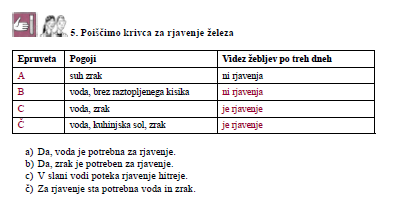 5. Poiščimo krivca za rjavenje železa
Epruveta Pogoji Videz žebljev po treh dneh
A suh zrak ni rjavenja
B voda, brez raztopljenega kisika ni rjavenja
C voda, zrak je rjavenje
Č voda, kuhinjska sol, zrak je rjavenje
a) Da, voda je potrebna za rjavenje.
b) Da, zrak je potreben za rjavenje.
c) V slani vodi poteka rjavenje hitreje.
č) Za rjavenje sta potrebna voda in zrak.